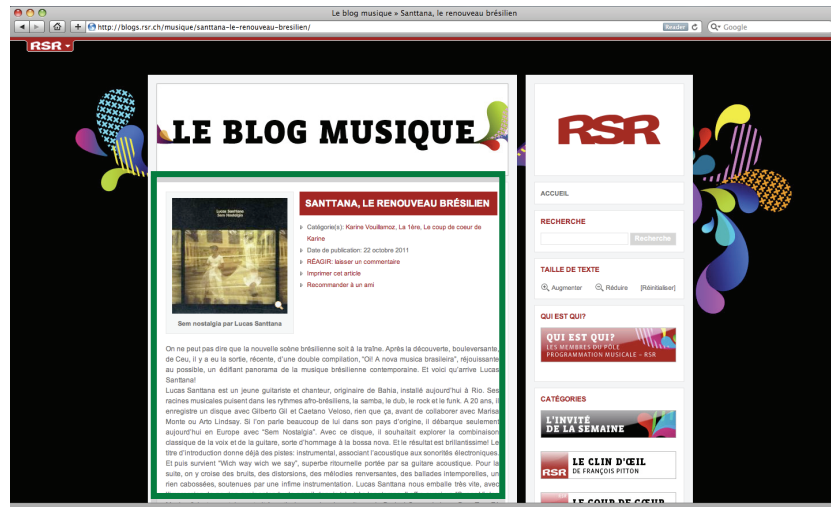 Le blog musique » Santtana, le renouveau brésilien
http://blogs.rsr.ch/musique/santtana-le-renouveau-bresilien/
Reader
Google
RSR
LE BLOG MUSIQUE
SANTTANA, LE RENOUVEAU BRÉSILIEN
Catégorie(s): Karine Vouillamoz, La 1ère, Le coup de coeur de
Karine
Date de publication: 22 octobre 2011
RÉAGIR: laisser un commentaire
Imprimer cet article
Recommander à un ami
Lucas Santtana
Sem Nostalgia
Sem nostalgia par Lucas Santtana
On ne peut pas dire que la nouvelle scène brésilienne soit à la traîne. Après la découverte, bouleversante,
de Ceu, il y a eu la sortie, récente, d'une double compilation, "Oi! A nova musica brasileira", réjouissante
au possible, un édifiant panorama de la musique brésilienne contemporaine. Et voici qu'arrive Lucas
Santtana!
Lucas Santtana est un jeune guitariste et chanteur, originaire de Bahia, installé aujourd'hui à Rio. Ses
racines musicales puisent dans les rythmes afro-brésiliens, la samba, le dub, le rock et le funk. A 20 ans, il
enregistre un disque avec Gilberto Gil et Caetano Veloso, rien que ça, avant de collaborer avec Marisa
Monte ou Arto Lindsay. Si l'on parle beaucoup de lui dans son pays d'origine, il débarque seulement
aujourd'hui en Europe avec "Sem Nostalgia". Avec ce disque, il souhaitait explorer la combinaison
classique de la voix et de la guitare, sorte d'hommage à la bossa nova. Et le résultat est brillantissime! Le
titre d'introduction donne déjà des pistes: instrumental, associant l'acoustique aux sonorités électroniques.
Et puis survient "Wich way wich we say", superbe ritournelle portée par sa guitare acoustique. Pour la
suite, on y croise des bruits, des distorsions, des mélodies renversantes, des ballades intemporelles, un
rien cabossées, soutenues par une infime instrumentation. Lucas Santtana nous emballe très vite, avec
RSR
ACCUEIL
RECHERCHE
Recherche
TAILLE DE TEXTE
Augmenter Réduire [Réinitialiser]
QUI EST QUI?
QUI EST QUI?
LES MEMBRES DU PÔLE
PROGRAMMATION MUSICALE – RSR
CATÉGORIES
L'INVITÉ
DE LA SEMAINE
RSR
LE CLIN D'ŒIL
DE FRANÇOIS PITTON
LE COUP DE CŒUR